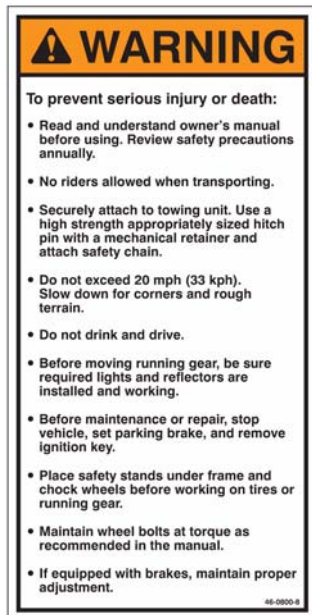 WARNING
To prevent serious injury or death:
• Read and understand owner's manual
before using. Review safety precautions
annually.
• No riders allowed when transporting.
• Securely attach to towing unit. Use a
high strength appropriately sized hitch
pin with a mechanical retainer and
attach safety chain.
• Do not exceed 20 mph (33 kph).
Slow down for corners and rough
terrain.
• Do not drink and drive.
• Before moving running gear, be sure
required lights and reflectors are
installed and working.
• Before maintenance or repair, stop
vehicle, set parking brake, and remove
ignition key.
• Place safety stands under frame and
chock wheels before working on tires or
running gear.
• Maintain wheel bolts at torque as
recommended in the manual.
• If equipped with brakes, maintain proper
adjustment.
46-0800-8